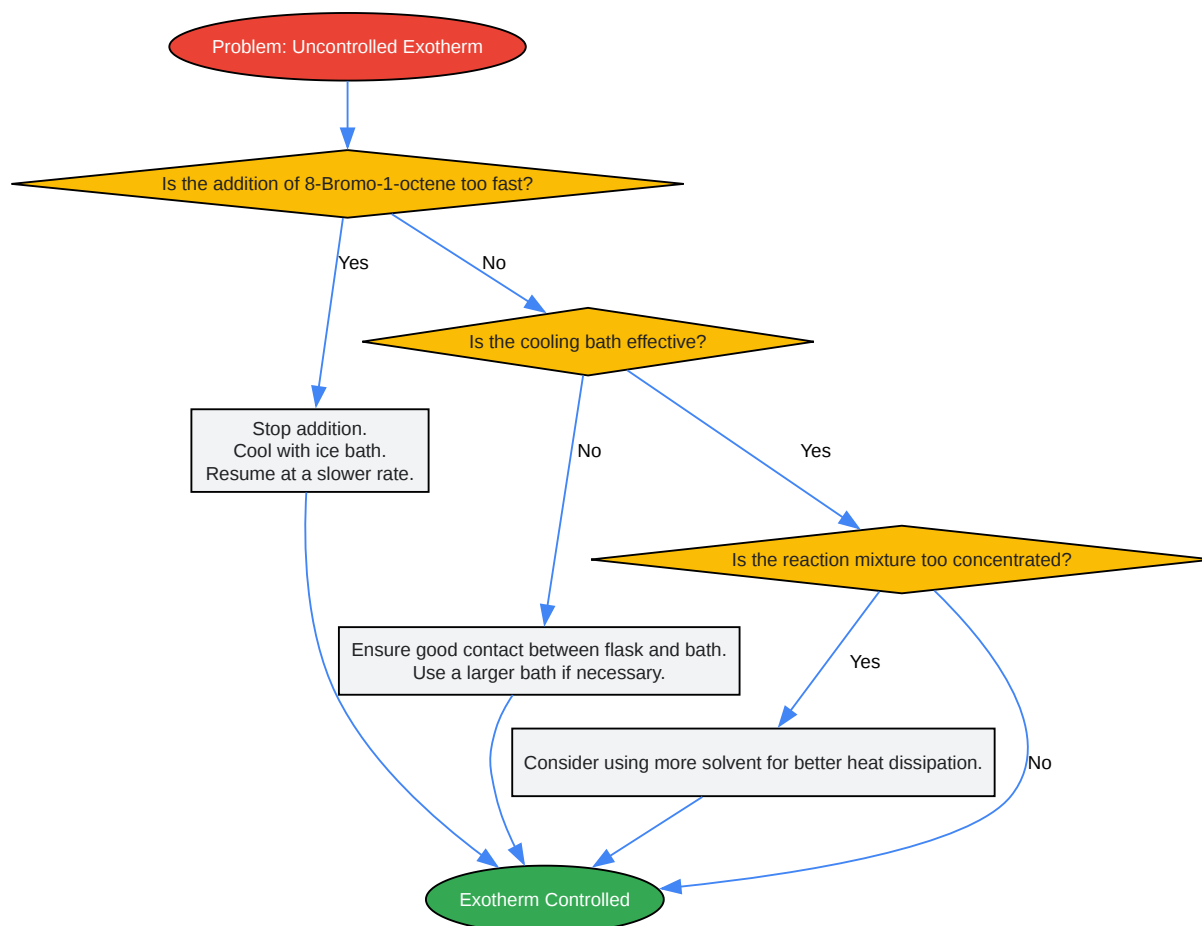 Problem: Uncontrolled Exotherm
Is the addition of 8-Bromo-1-octene too fast?
Yes
No
Is the cooling bath effective?
Stop addition.
Cool with ice bath.
Resume at a slower rate.
No
Yes
Is the reaction mixture too concentrated?
Ensure good contact between flask and bath.
Use a larger bath if necessary.
Yes
Consider using more solvent for better heat dissipation.
No
Exotherm Controlled